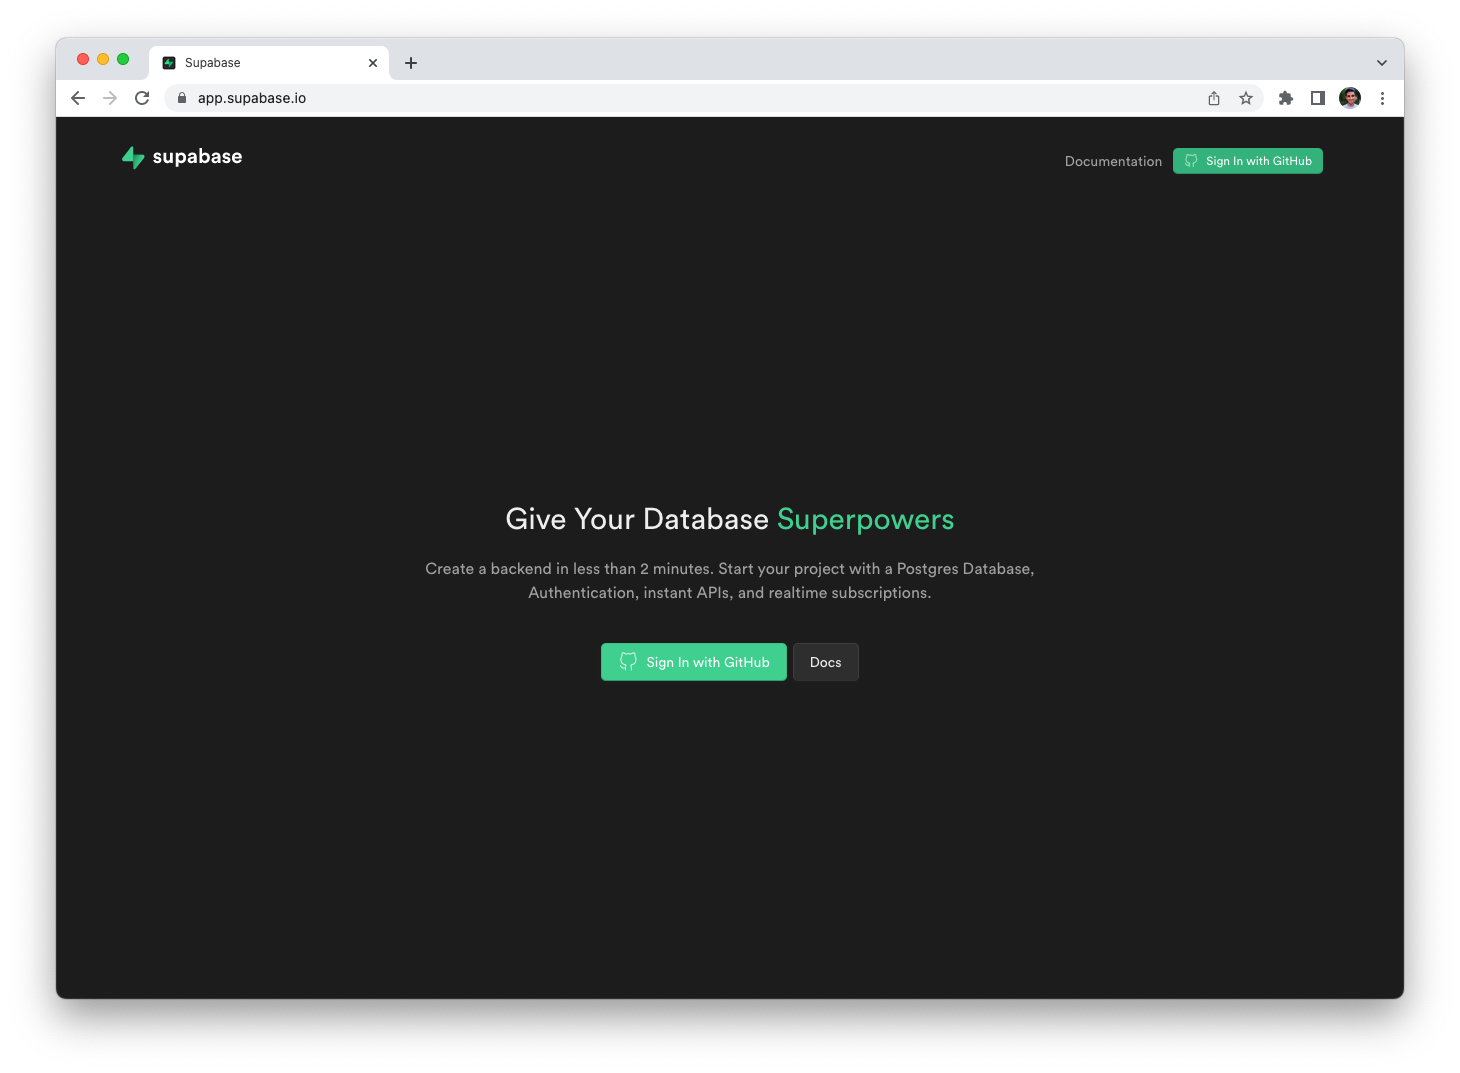 Supabase
app.supabase.io
supabase
Documentation
Sign In with GitHub
Give Your Database Superpowers
Create a backend in less than 2 minutes. Start your project with a Postgres Database,
Authentication, instant APIs, and realtime subscriptions.
Sign In with GitHub
Docs